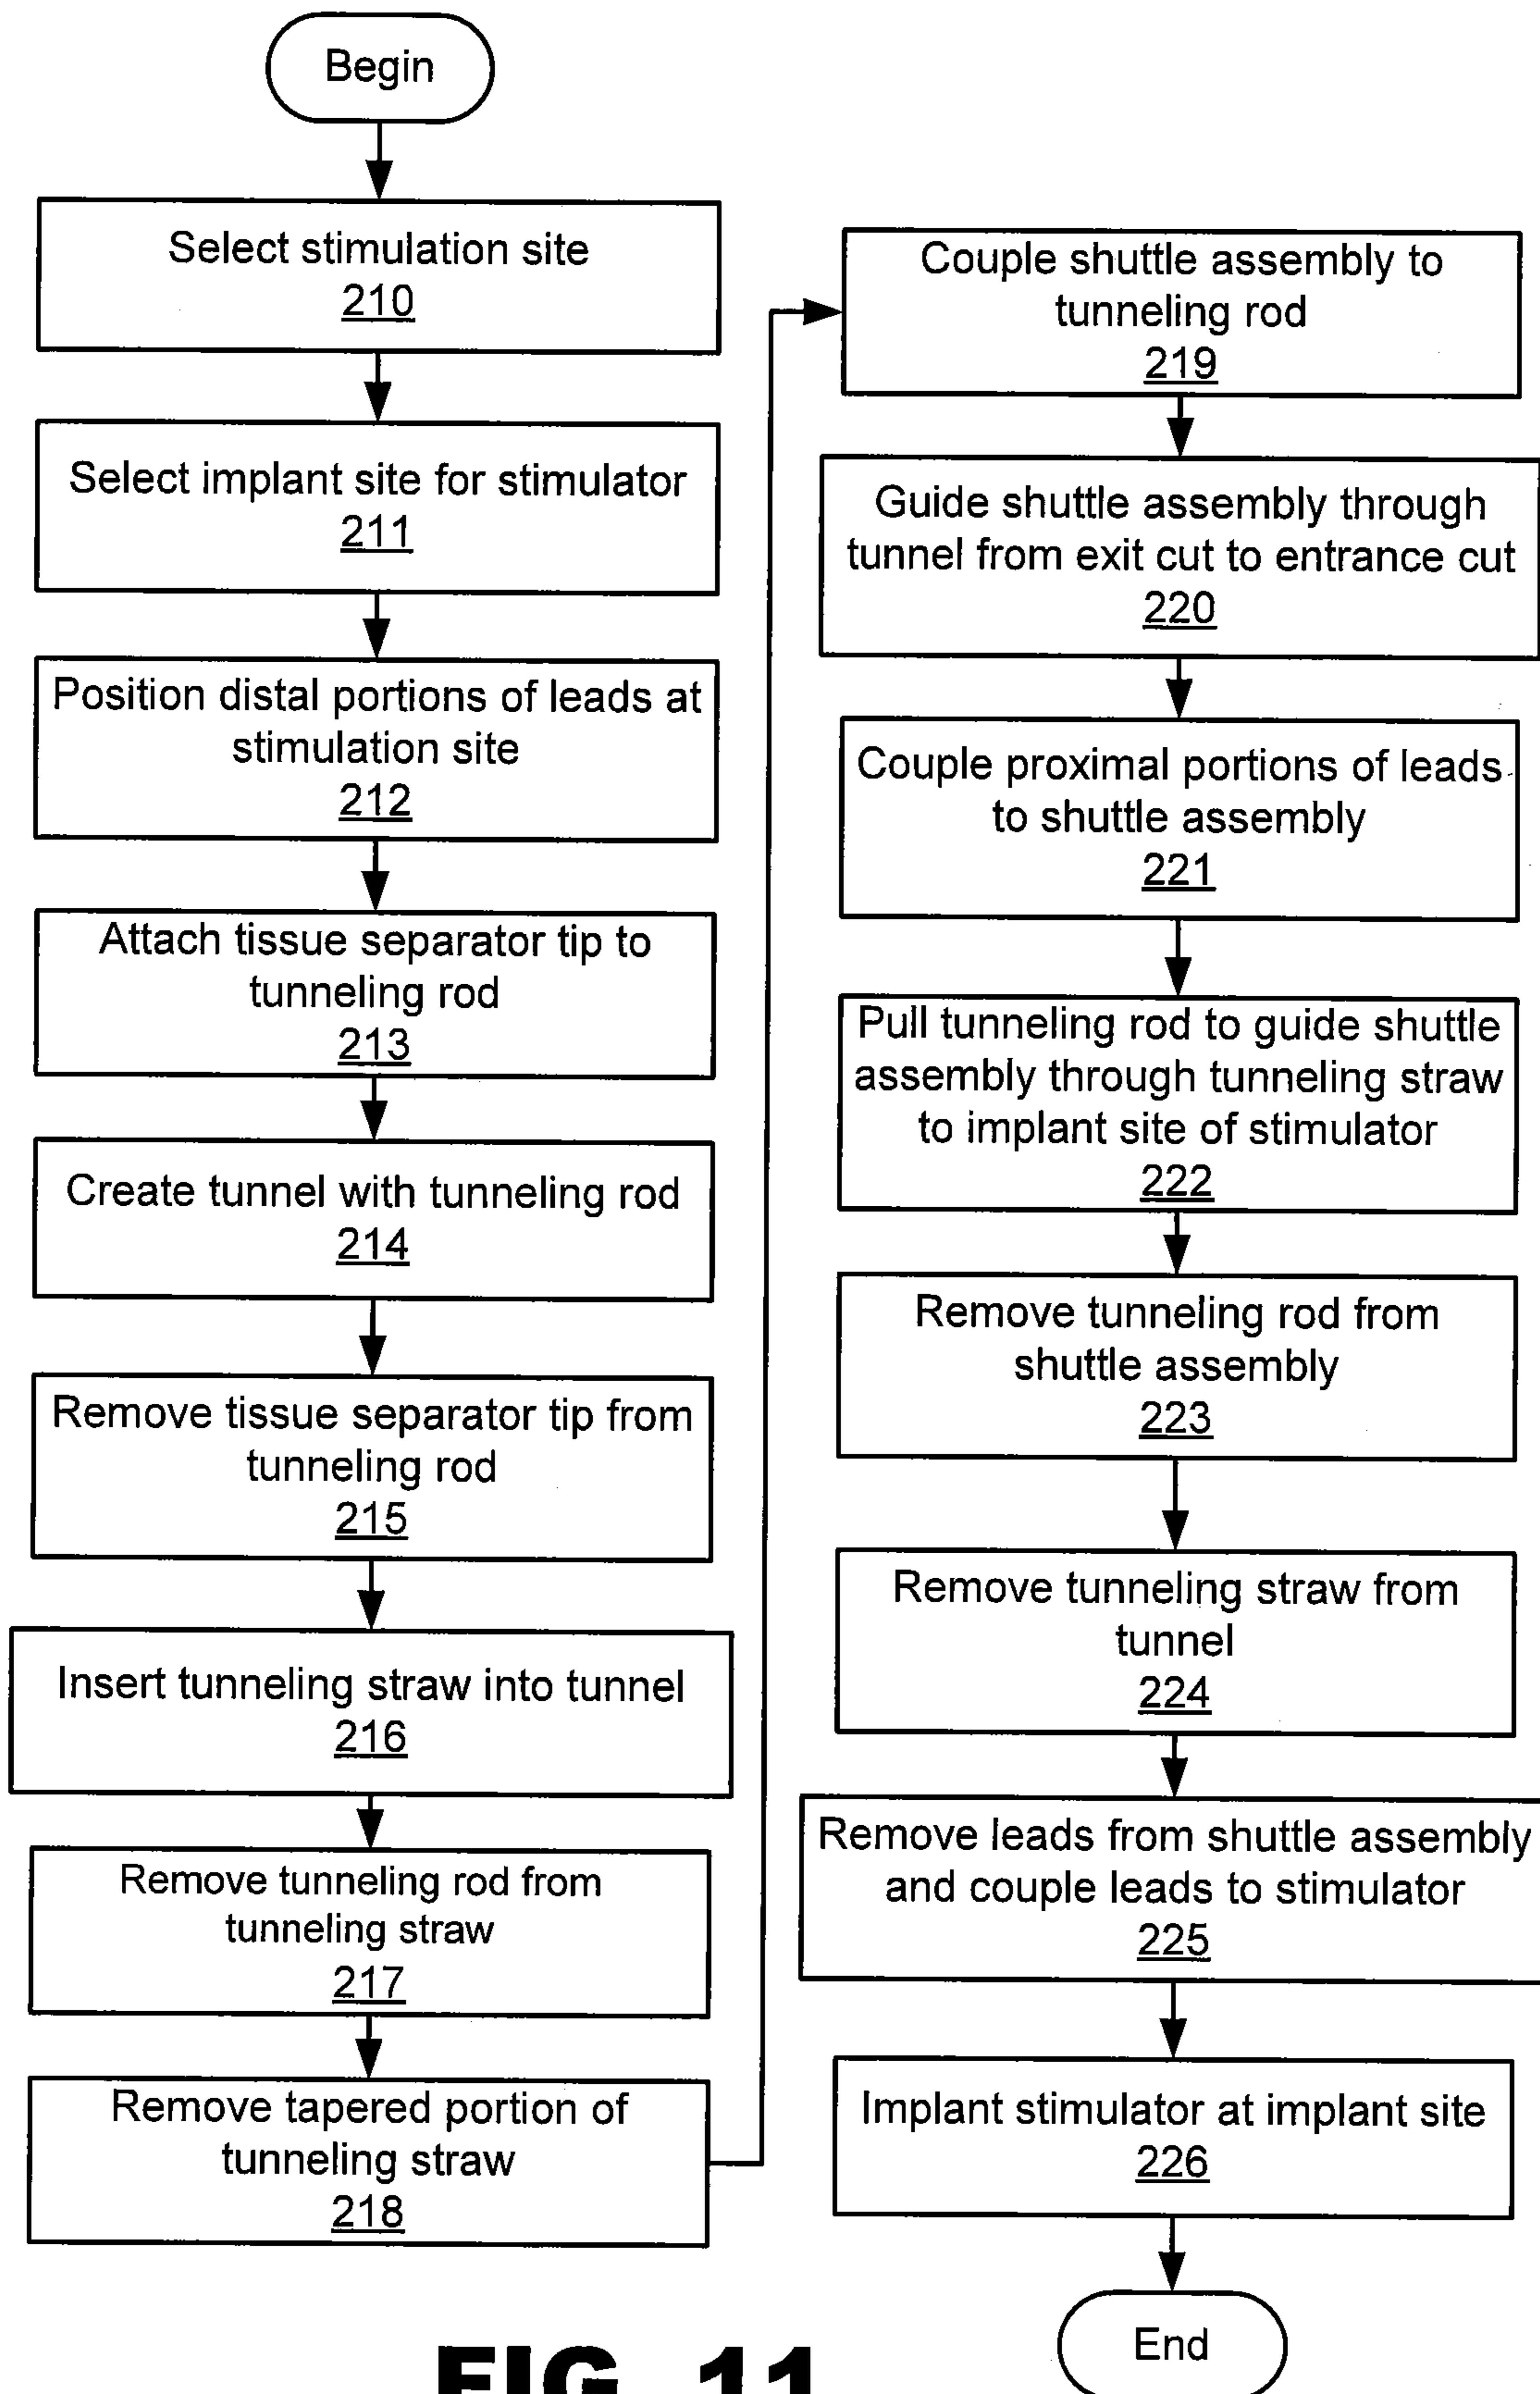 Begin
Select stimulation site
210
Select implant site for stimulator
211
Position distal portions of leads at
stimulation site
212
Attach tissue separator tip to
tunneling rod
213
Create tunnel with tunneling rod
214
Remove tissue separator tip from
tunneling rod
215
Insert tunneling straw into tunnel
216
Remove tunneling rod from
tunneling straw
217
Remove tapered portion of
tunneling straw
218
Couple shuttle assembly to
tunneling rod
219
Guide shuttle assembly through
tunnel from exit cut to entrance cut
220
Couple proximal portions of leads
to shuttle assembly
221
Pull tunneling rod to guide shuttle
assembly through tunneling straw
to implant site of stimulator
222
Remove tunneling rod from
shuttle assembly
223
Remove tunneling straw from
tunnel
224
Remove leads from shuttle assembly
and couple leads to stimulator
225
Implant stimulator at implant site
226
End
FIG. 11